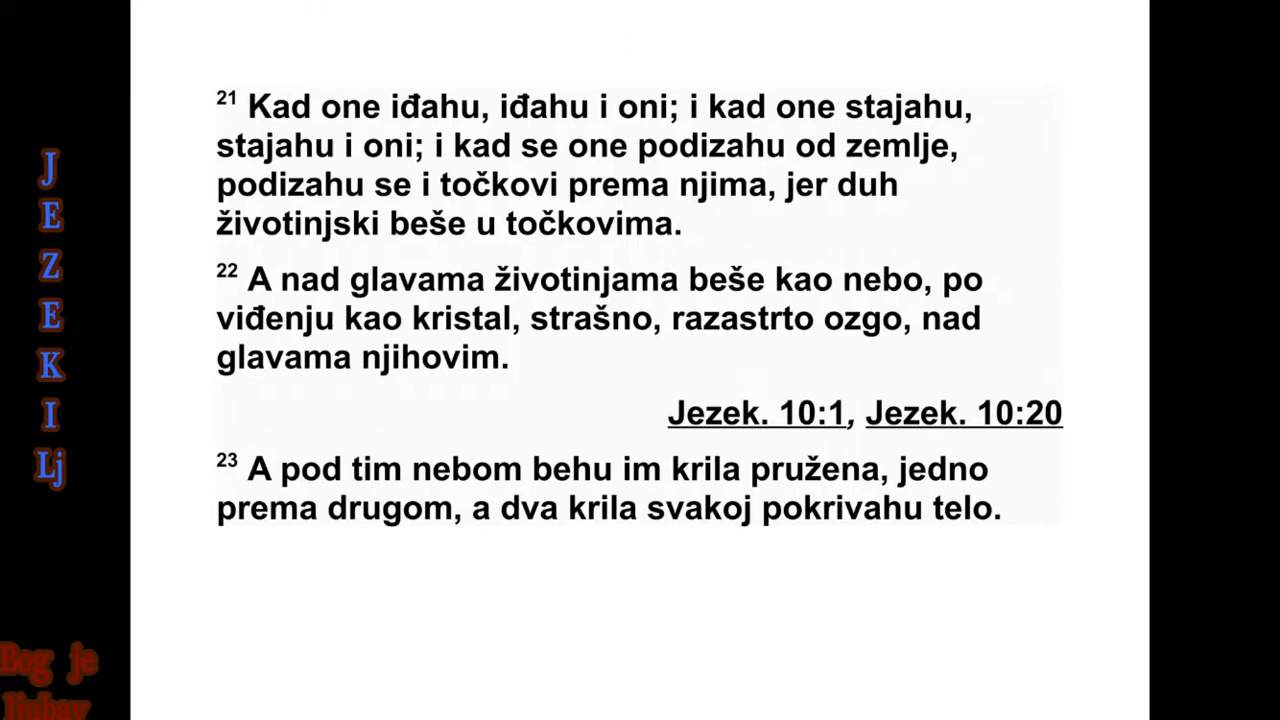 J
E
Z
E
K
I
Lj
Bog je
ljubav
21 Kad one iđahu, iđahu i oni; i kad one stajahu,
stajahu i oni; i kad se one podizahu od zemlje,
podizahu se i točkovi prema njima, jer duh
životinjski beše u točkovima.
22 A nad glavama životinjama beše kao nebo, po
viđenju kao kristal, strašno, razastrto ozgo, nad
glavama njihovim.
Jezek. 10:1, Jezek. 10:20
23 A pod tim nebom behu im krila pružena, jedno
prema drugom, a dva krila svakoj pokrivahu telo.